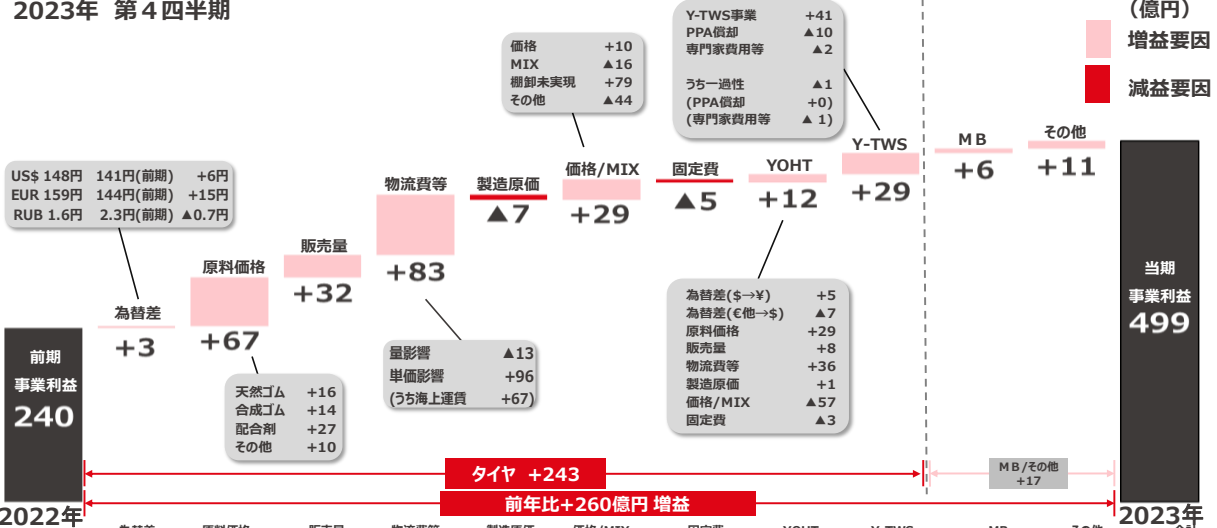 2023年 第４四半期
（億円）
増益要因
減益要因
US$ 148円 141円(前期) +6円
EUR 159円 144円(前期) +15円
RUB 1.6円 2.3円(前期) ▲0.7円
価格 +10
MIX ▲16
棚卸未実現 +79
その他 ▲44
Y-TWS事業 +41
PPA償却 ▲10
専門家費用等 ▲2
うち一過性 ▲1
(PPA償却 +0)
(専門家費用等 ▲ 1)
前期
事業利益
240
為替差
+3
原料価格
+67
販売量
+32
物流費等
+83
製造原価
▲7
価格/MIX
+29
固定費
▲5
YOHT
+12
Y-TWS
+29
MB
+6
その他
+11
当期
事業利益
499
天然ゴム +16
合成ゴム +14
配合剤 +27
その他 +10
量影響 ▲13
単価影響 +96
(うち海上運賃 +67)
為替差($→¥) +5
為替差(€他→$) ▲7
原料価格 +29
販売量 +8
物流費等 +36
製造原価 +1
価格/MIX ▲57
固定費 ▲3
タイヤ +243
MB/その他
+17
前年比+260億円 増益
2022年
2023年